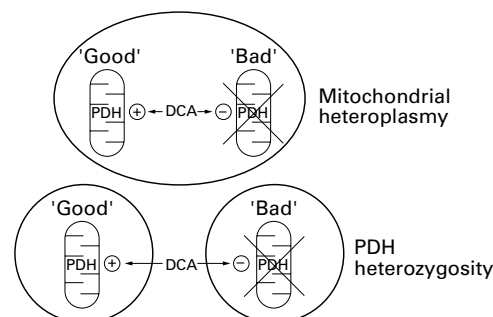 'Good' 'Bad'
PDH + DCA − PDH
Mitochondrial
heteroplasmy
'Good' 'Bad'
PDH + DCA − PDH
PDH
heterozygosity